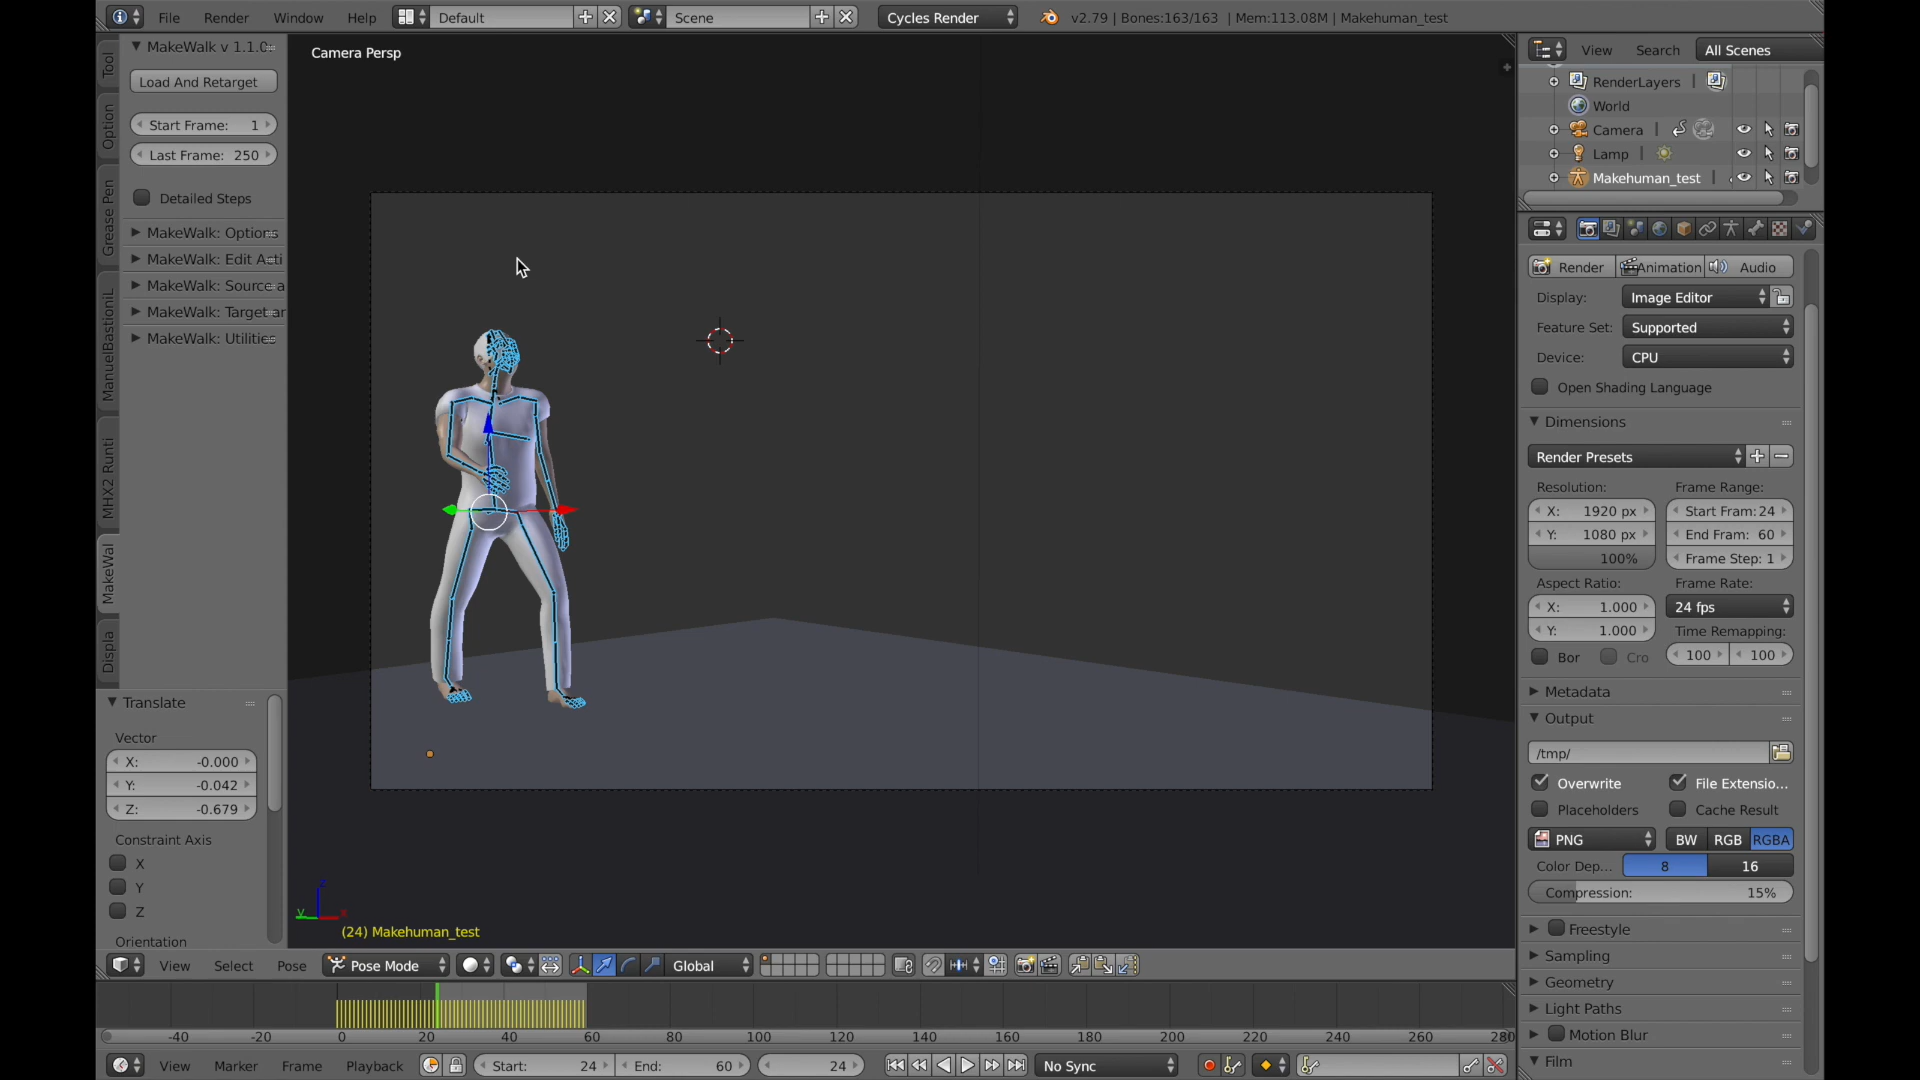 File Render Window Help Default Scene Cycles Render v2.79 | Bones:163/163 | Mem:113.08M | Makehuman_test
MakeWalk v 1.1.0
Load And Retarget
Start Frame: 1
Last Frame: 250
Detailed Steps
MakeWalk: Options
MakeWalk: Edit Acti
MakeWalk: Source a
MakeWalk: Target ar
MakeWalk: Utilities
Tool
Option
Grease Pen
ManuelBastioniL
MHX2 Runti
MakeWal
Displa
Translate
Vector
X: -0.000
Y: -0.042
Z: -0.679
Constraint Axis
X
Y
Z
Orientation
Camera Persp
z
y
x
(24) Makehuman_test
View Select Pose Pose Mode Global
-40 -20 0 20 40 60 80 100 120 140 160 180 200 220 240 260 280
View Marker Frame Playback Start: 24 End: 60 24 No Sync
View Search All Scenes
RenderLayers
World
Camera
Lamp
Makehuman_test
Render Animation Audio
Display: Image Editor
Feature Set: Supported
Device: CPU
Open Shading Language
Dimensions
Render Presets
Resolution: Frame Range:
X: 1920 px Start Fram: 24
Y: 1080 px End Fram: 60
100% Frame Step: 1
Aspect Ratio: Frame Rate:
X: 1.000 24 fps
Y: 1.000 Time Remapping:
Bor Cro 100 100
Metadata
Output
/tmp/
Overwrite File Extensio...
Placeholders Cache Result
PNG BW RGB RGBA
Color Dep... 8 16
Compression: 15%
Freestyle
Sampling
Geometry
Light Paths
Motion Blur
Film